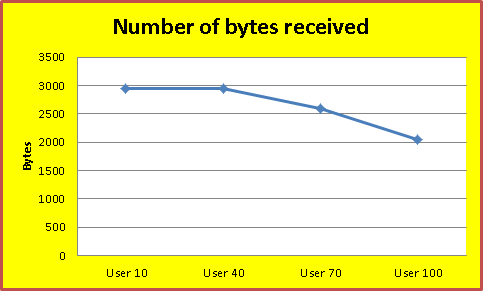 Number of bytes received
3500
3000
2500
2000
1500
1000
500
0
Bytes
User 10
User 40
User 70
User 100